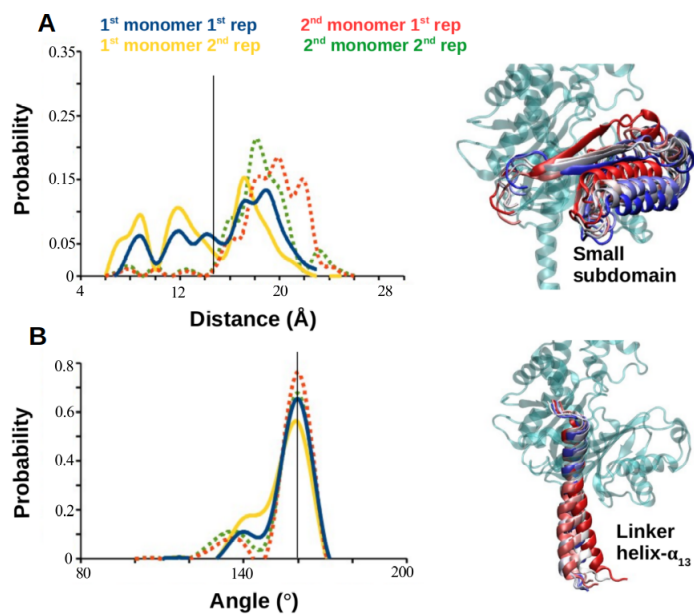 A
1st monomer 1st rep
2nd monomer 1st rep
1st monomer 2nd rep
2nd monomer 2nd rep
0.35
0.25
0.15
0.05
0
Probability
4
12
20
28
Distance (Å)
Small
subdomain
B
0.8
0.6
0.4
0.2
0
Probability
80
140
200
Angle (°)
Linker
helix-α13